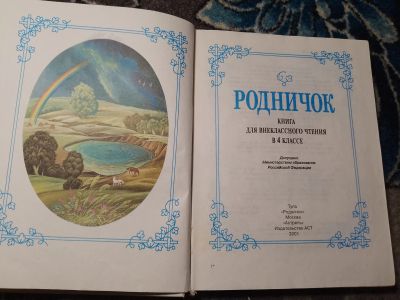 РОДНИЧОК
КНИГА
ДЛЯ ВНЕКЛАССНОГО ЧТЕНИЯ
В 4 КЛАССЕ
Допущено
Министерством образования
Российской Федерации
Тула
«Родничок»
Москва
«Астрель»
Издательство АСТ
2001